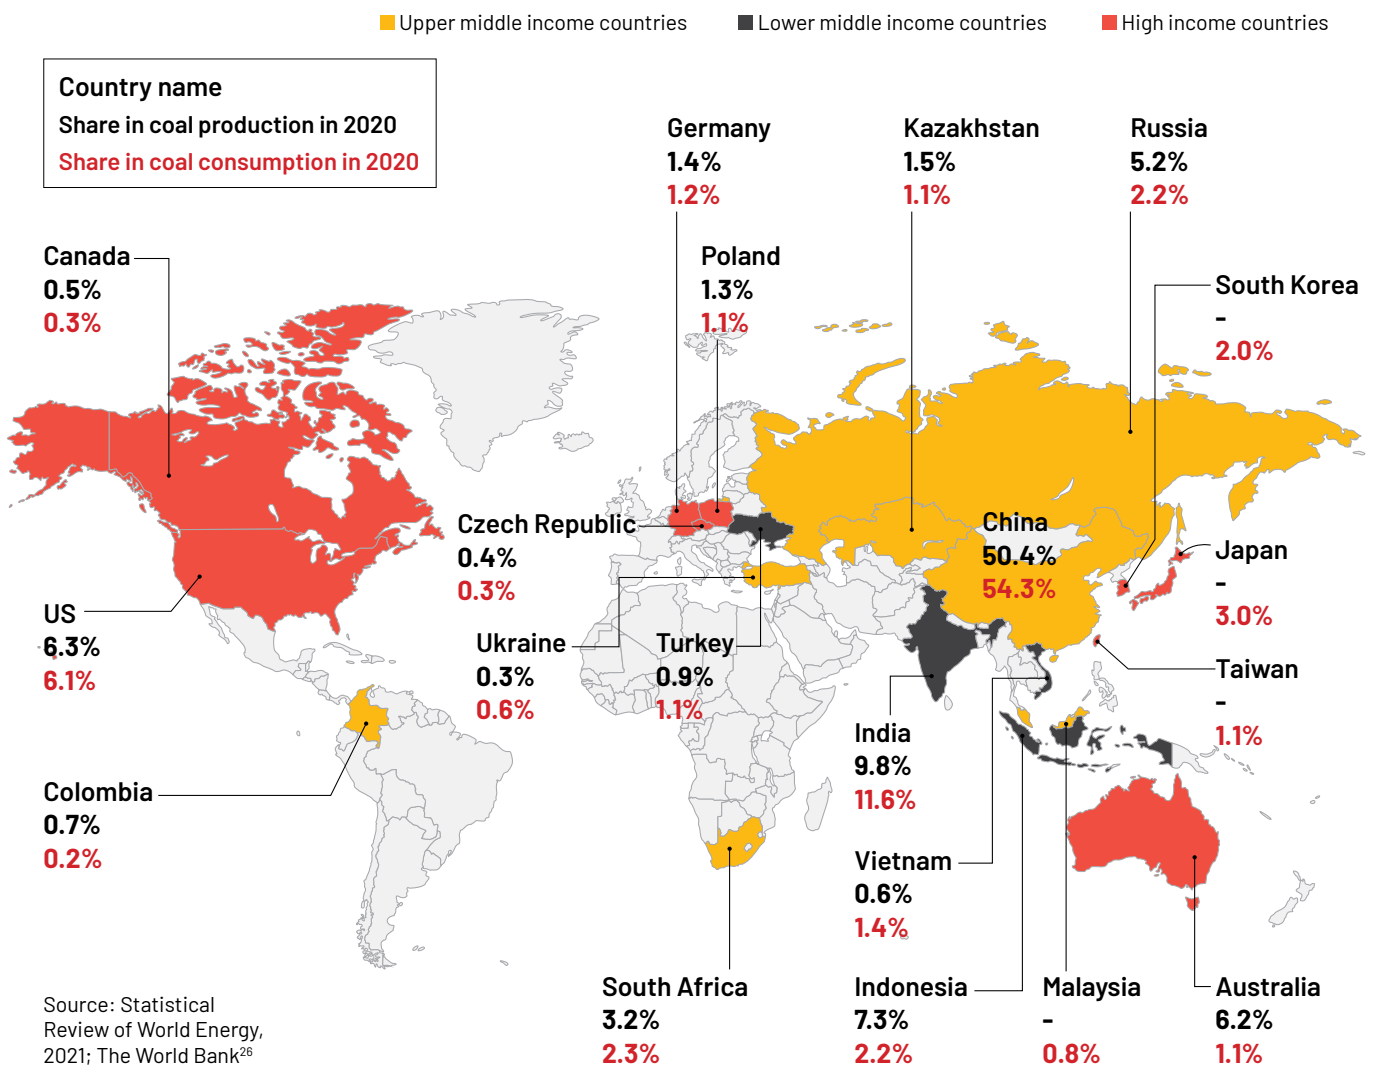 Upper middle income countries
Lower middle income countries
High income countries
Country name
Share in coal production in 2020
Share in coal consumption in 2020
Germany
1.4%
1.2%
Kazakhstan
1.5%
1.1%
Russia
5.2%
2.2%
Canada
0.5%
0.3%
Poland
1.3%
1.1%
South Korea
-
2.0%
Czech Republic
0.4%
0.3%
China
50.4%
54.3%
Japan
-
3.0%
US
6.3%
6.1%
Ukraine
0.3%
0.6%
Turkey
0.9%
1.1%
Taiwan
-
1.1%
India
9.8%
11.6%
Colombia
0.7%
0.2%
Vietnam
0.6%
1.4%
South Africa
3.2%
2.3%
Indonesia
7.3%
2.2%
Malaysia
-
0.8%
Australia
6.2%
1.1%
Source: Statistical
Review of World Energy,
2021; The World Bank²⁶